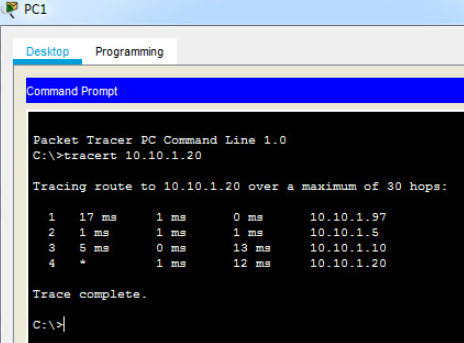 PC1
Desktop Programming
Command Prompt
Packet Tracer PC Command Line 1.0
C:\>tracert 10.10.1.20
Tracing route to 10.10.1.20 over a maximum of 30 hops:
1 17 ms 1 ms 0 ms 10.10.1.97
2 1 ms 1 ms 1 ms 10.10.1.5
3 5 ms 0 ms 13 ms 10.10.1.10
4 * 1 ms 12 ms 10.10.1.20
Trace complete.
C:\>